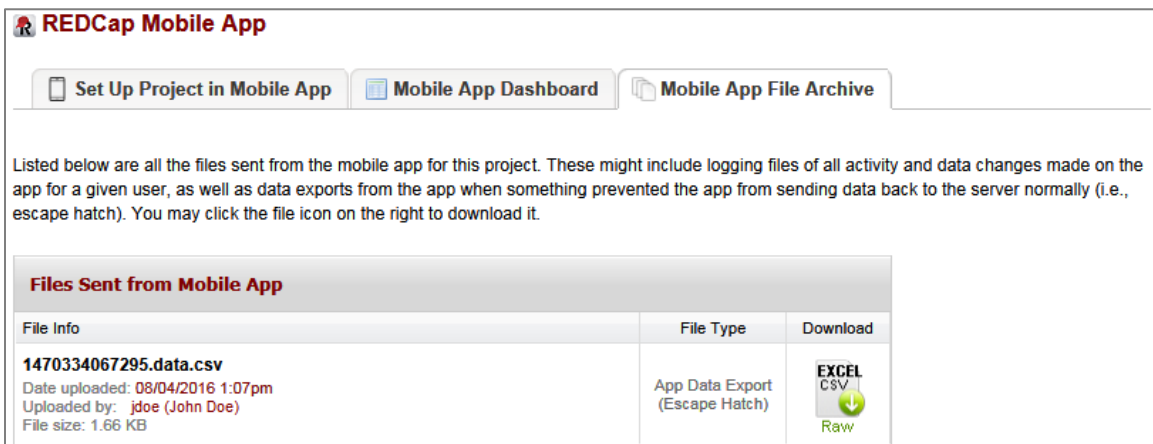 REDCap Mobile App
Set Up Project in Mobile App
Mobile App Dashboard
Mobile App File Archive
Listed below are all the files sent from the mobile app for this project. These might include logging files of all activity and data changes made on the
app for a given user, as well as data exports from the app when something prevented the app from sending data back to the server normally (i.e.,
escape hatch). You may click the file icon on the right to download it.
Files Sent from Mobile App
File Info
File Type
Download
1470334067295.data.csv
Date uploaded: 08/04/2016 1:07pm
Uploaded by: jdoe (John Doe)
File size: 1.66 KB
App Data Export
(Escape Hatch)
EXCEL
CSV
Raw